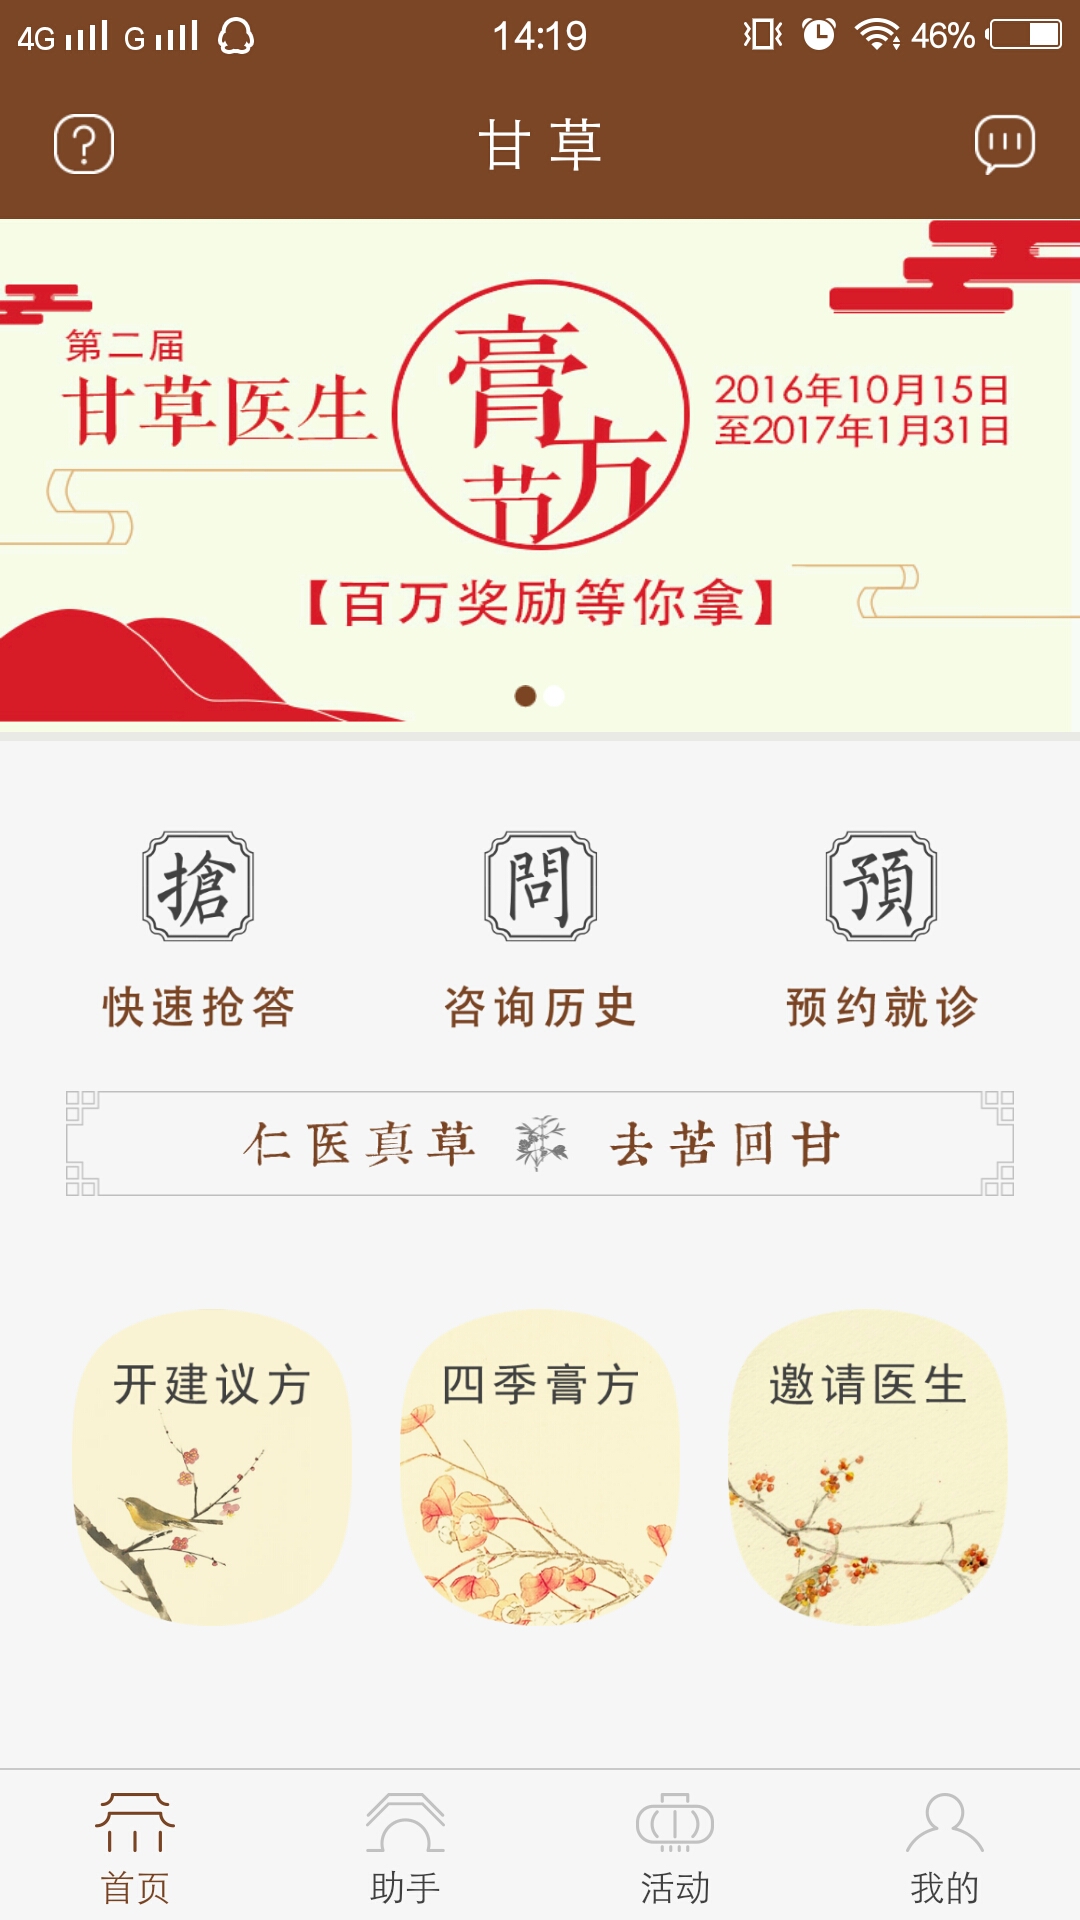 4G G 14:19 46%
甘草
第二届
甘草医生
膏方节
2016年10月15日
至2017年1月31日
【百万奖励等你拿】
搶 問 預
快速抢答 咨询历史 预约就诊
仁医真草 去苦回甘
开建议方 四季膏方 邀请医生
首页 助手 活动 我的